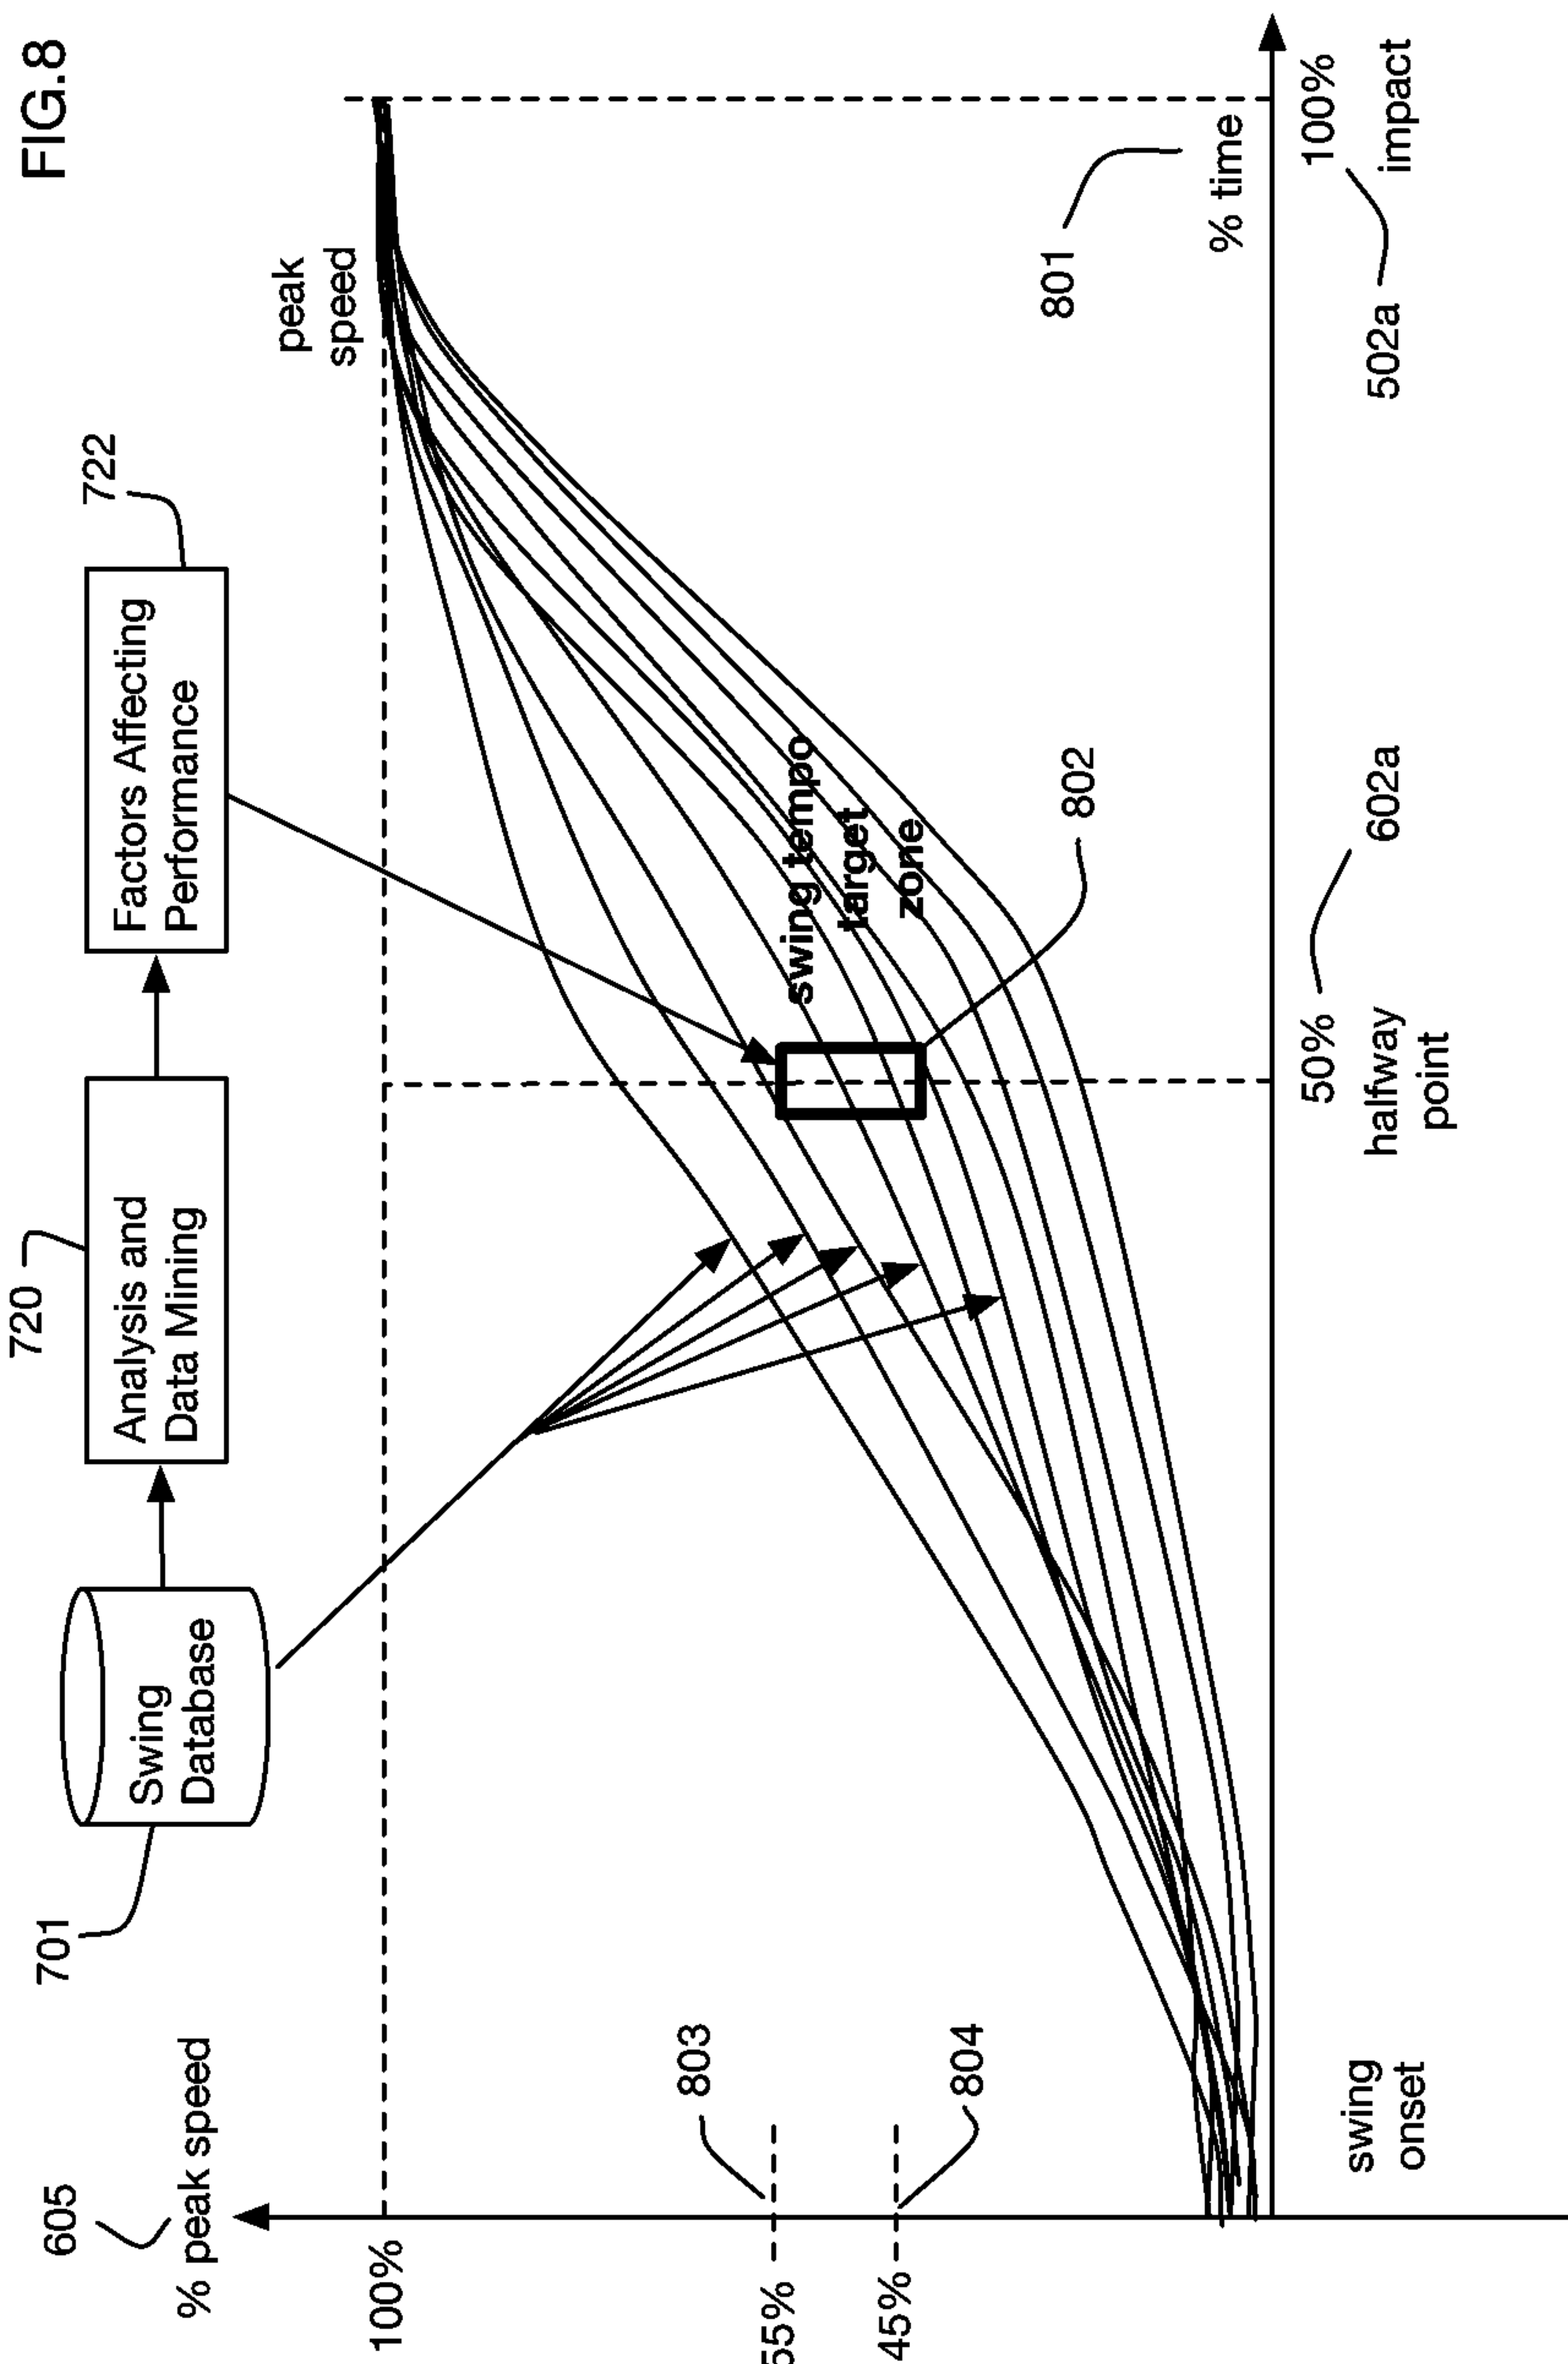 FIG.8
720
722
701
Swing
Database
Analysis and
Data Mining
Factors Affecting
Performance
605
% peak speed
peak
speed
100%
803
55%
swing tempo
target
zone
45%
804
802
801
% time
swing
onset
50%
halfway
point
602a
100%
impact
502a